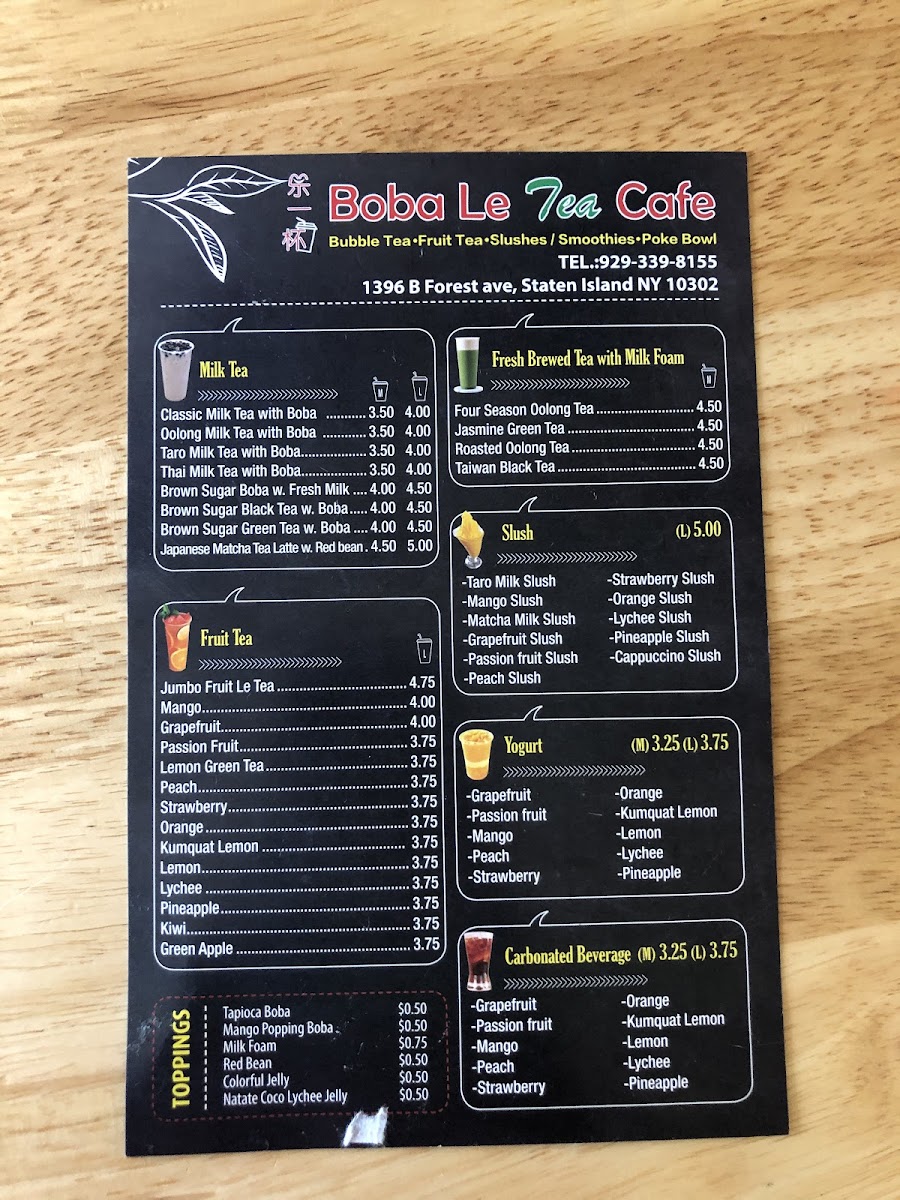 乐一杯
Boba Le Tea Cafe
Bubble Tea•Fruit Tea•Slushes / Smoothies•Poke Bowl
TEL.:929-339-8155
1396 B Forest ave, Staten Island NY 10302
Milk Tea
M L
Classic Milk Tea with Boba ........... 3.50 4.00
Oolong Milk Tea with Boba ............ 3.50 4.00
Taro Milk Tea with Boba................. 3.50 4.00
Thai Milk Tea with Boba................. 3.50 4.00
Brown Sugar Boba w. Fresh Milk .... 4.00 4.50
Brown Sugar Black Tea w. Boba..... 4.00 4.50
Brown Sugar Green Tea w. Boba .... 4.00 4.50
Japanese Matcha Tea Latte w. Red bean . 4.50 5.00
Fruit Tea
L
Jumbo Fruit Le Tea ................................ 4.75
Mango.................................................... 4.00
Grapefruit................................................ 4.00
Passion Fruit........................................... 3.75
Lemon Green Tea.................................... 3.75
Peach..................................................... 3.75
Strawberry.............................................. 3.75
Orange................................................... 3.75
Kumquat Lemon .................................... 3.75
Lemon.................................................... 3.75
Lychee ................................................... 3.75
Pineapple................................................ 3.75
Kiwi........................................................ 3.75
Green Apple ........................................... 3.75
TOPPINGS
Tapioca Boba $0.50
Mango Popping Boba $0.50
Milk Foam $0.75
Red Bean $0.50
Colorful Jelly $0.50
Natate Coco Lychee Jelly $0.50
Fresh Brewed Tea with Milk Foam
M
Four Season Oolong Tea ........................ 4.50
Jasmine Green Tea ............................... 4.50
Roasted Oolong Tea............................... 4.50
Taiwan Black Tea................................... 4.50
Slush (L) 5.00
-Taro Milk Slush
-Mango Slush
-Matcha Milk Slush
-Grapefruit Slush
-Passion fruit Slush
-Peach Slush
-Strawberry Slush
-Orange Slush
-Lychee Slush
-Pineapple Slush
-Cappuccino Slush
Yogurt (M) 3.25 (L) 3.75
-Grapefruit
-Passion fruit
-Mango
-Peach
-Strawberry
-Orange
-Kumquat Lemon
-Lemon
-Lychee
-Pineapple
Carbonated Beverage (M) 3.25 (L) 3.75
-Grapefruit
-Passion fruit
-Mango
-Peach
-Strawberry
-Orange
-Kumquat Lemon
-Lemon
-Lychee
-Pineapple